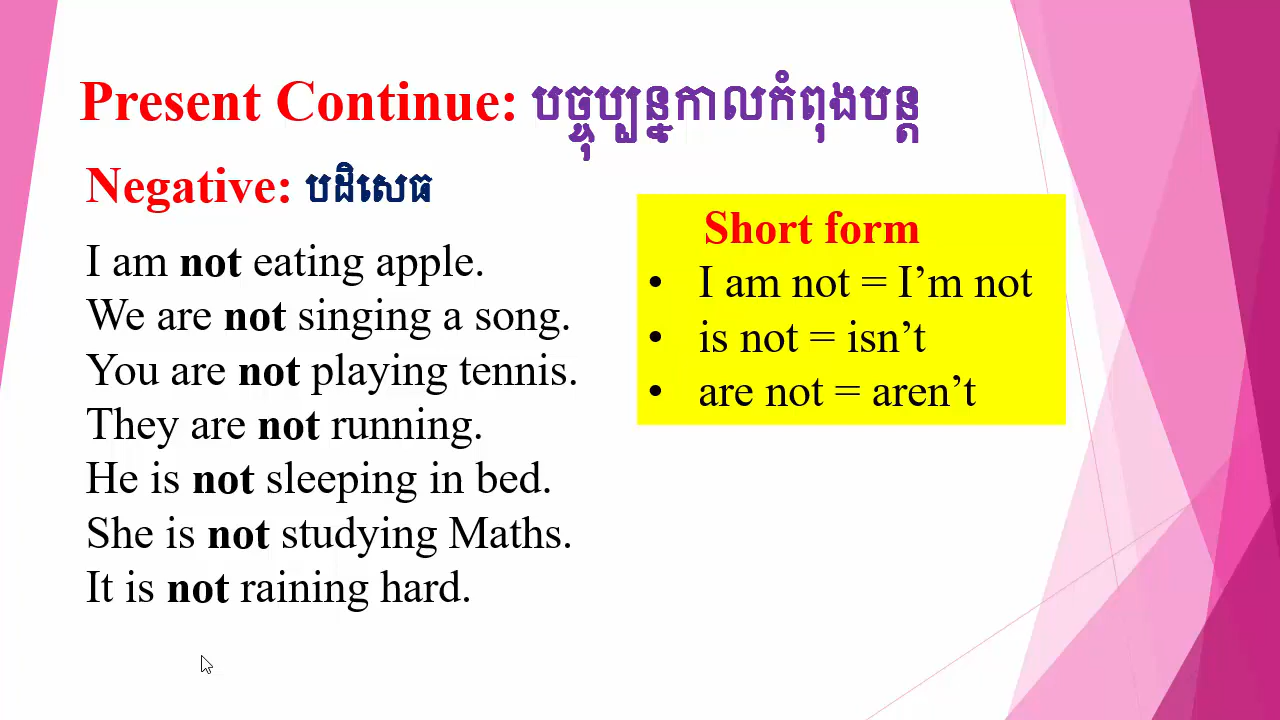 Present Continue: បច្ចុប្បន្នកាលកំពុងបន្ត
Negative: បដិសេធ
I am not eating apple.
We are not singing a song.
You are not playing tennis.
They are not running.
He is not sleeping in bed.
She is not studying Maths.
It is not raining hard.
Short form
• I am not = I’m not
• is not = isn’t
• are not = aren’t